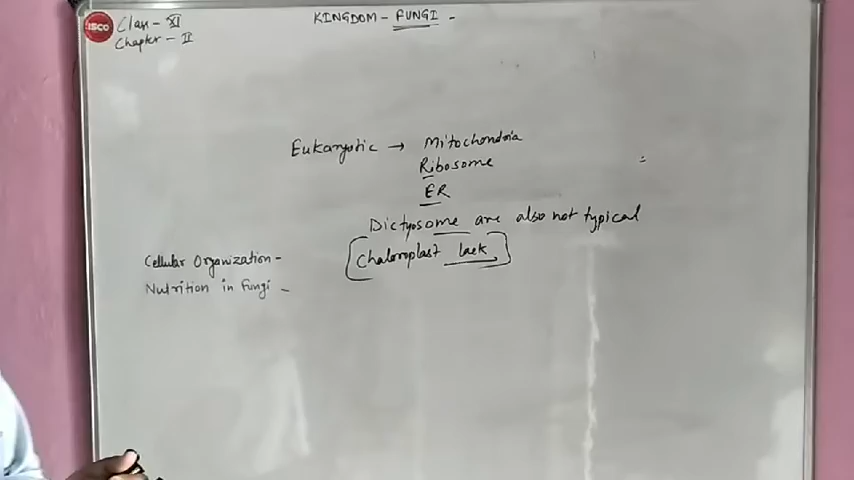 ISCO
Class - XI
Chapter - II
KINGDOM - FUNGI -
Eukaryotic → Mitochondria
Ribosome
ER
Dictyosome are also not typical
[Chaloroplast lack]
Cellular Organization -
Nutrition in Fungi -